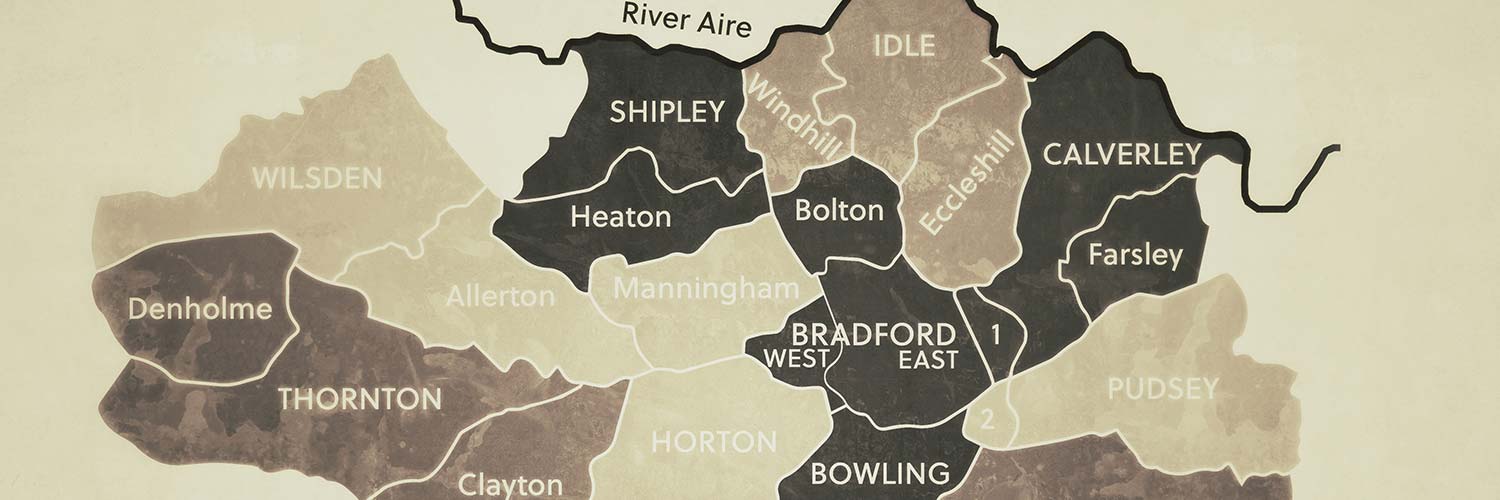 River Aire
IDLE
SHIPLEY
Windhill
CALVERLEY
WILSDEN
Eccleshill
Heaton
Bolton
Farsley
Allerton
Manningham
Denholme
BRADFORD
1
WEST
EAST
PUDSEY
THORNTON
2
HORTON
BOWLING
Clayton